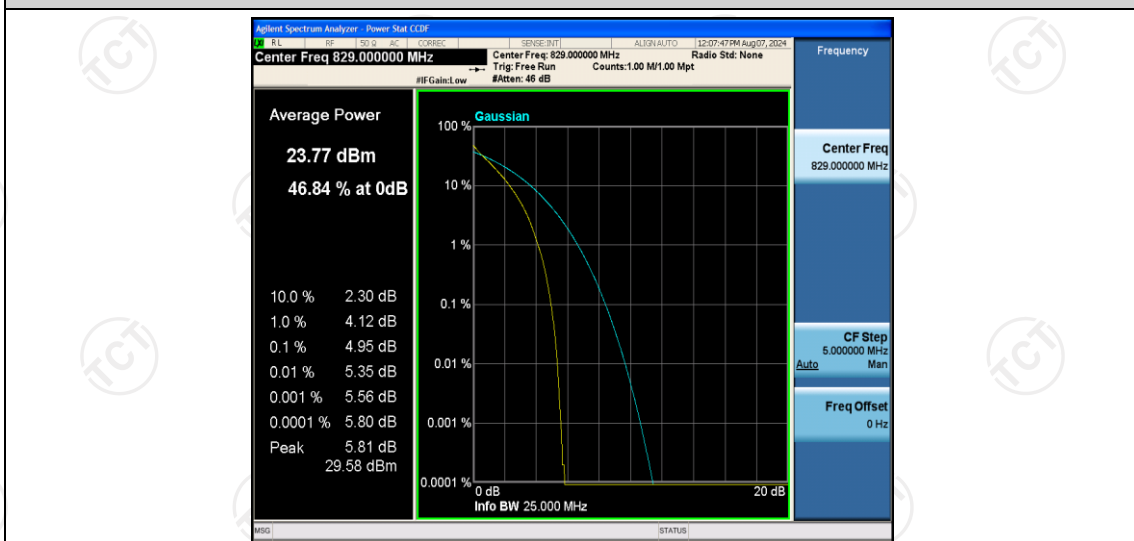 Agilent Spectrum Analyzer - Power Stat CCDF
LXI RL RF 50 Ω AC CORREC SENSE:INT ALIGN AUTO 12:07:47 PM Aug 07, 2024
Center Freq 829.000000 MHz
Center Freq: 829.000000 MHz Radio Std: None
Trig: Free Run Counts:1.00 M/1.00 Mpt
#IFGain:Low #Atten: 46 dB
Frequency
Average Power
23.77 dBm
46.84 % at 0dB
10.0 % 2.30 dB
1.0 % 4.12 dB
0.1 % 4.95 dB
0.01 % 5.35 dB
0.001 % 5.56 dB
0.0001 % 5.80 dB
Peak 5.81 dB
29.58 dBm
Gaussian
100 %
10 %
1 %
0.1 %
0.01 %
0.001 %
0.0001 %
0 dB 20 dB
Info BW 25.000 MHz
Center Freq
829.000000 MHz
CF Step
5.000000 MHz
Auto Man
Freq Offset
0 Hz
MSG STATUS
TCT
TCT
TCT
TCT